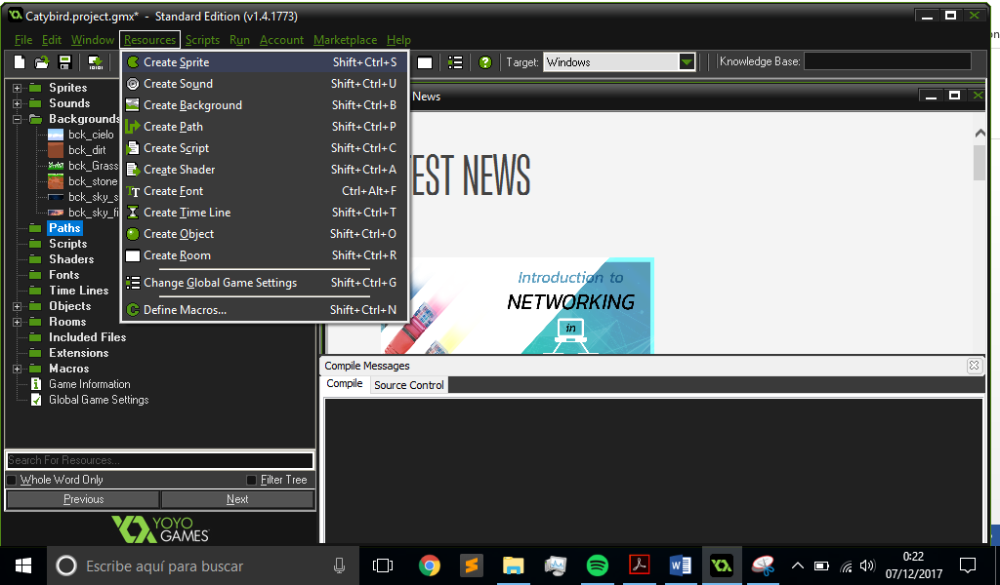 Catybird.project.gmx* - Standard Edition (v1.4.1773)
File Edit Window Resources Scripts Run Account Marketplace Help
Target: Windows Knowledge Base:
Create Sprite Shift+Ctrl+S
Create Sound Shift+Ctrl+U
Create Background Shift+Ctrl+B
Create Path Shift+Ctrl+P
Create Script Shift+Ctrl+C
Create Shader Shift+Ctrl+A
Create Font Ctrl+Alt+F
Create Time Line Shift+Ctrl+T
Create Object Shift+Ctrl+O
Create Room Shift+Ctrl+R
Change Global Game Settings Shift+Ctrl+G
Define Macros... Shift+Ctrl+N
Sprites
Sounds
Backgrounds
bck_cielo
bck_dirt
bck_Grass
bck_stone
bck_sky_s
bck_sky_fi
Paths
Scripts
Shaders
Fonts
Time Lines
Objects
Rooms
Included Files
Extensions
Macros
Game Information
Global Game Settings
Search For Resources...
Whole Word Only Filter Tree
Previous Next
YOYO
GAMES
News
EST NEWS
Introduction to
NETWORKING
in
Compile Messages
Compile Source Control
Escribe aquí para buscar
0:22
07/12/2017